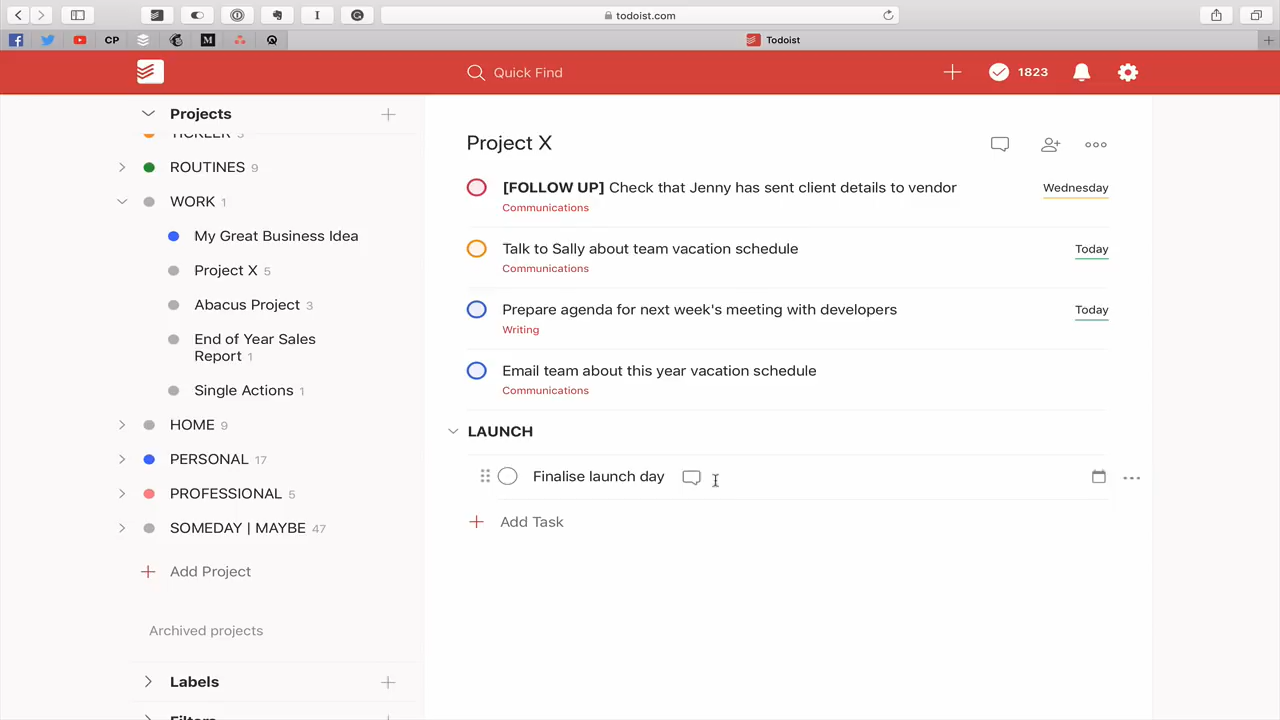 todoist.com
CP
M
Todoist
Quick Find
1823
Projects
TICKLER 3
ROUTINES 9
WORK 1
My Great Business Idea
Project X 5
Abacus Project 3
End of Year Sales
Report 1
Single Actions 1
HOME 9
PERSONAL 17
PROFESSIONAL 5
SOMEDAY | MAYBE 47
Add Project
Archived projects
Labels
Filters
Project X
[FOLLOW UP] Check that Jenny has sent client details to vendor
Wednesday
Communications
Talk to Sally about team vacation schedule
Today
Communications
Prepare agenda for next week's meeting with developers
Today
Writing
Email team about this year vacation schedule
Communications
LAUNCH
Finalise launch day
Add Task